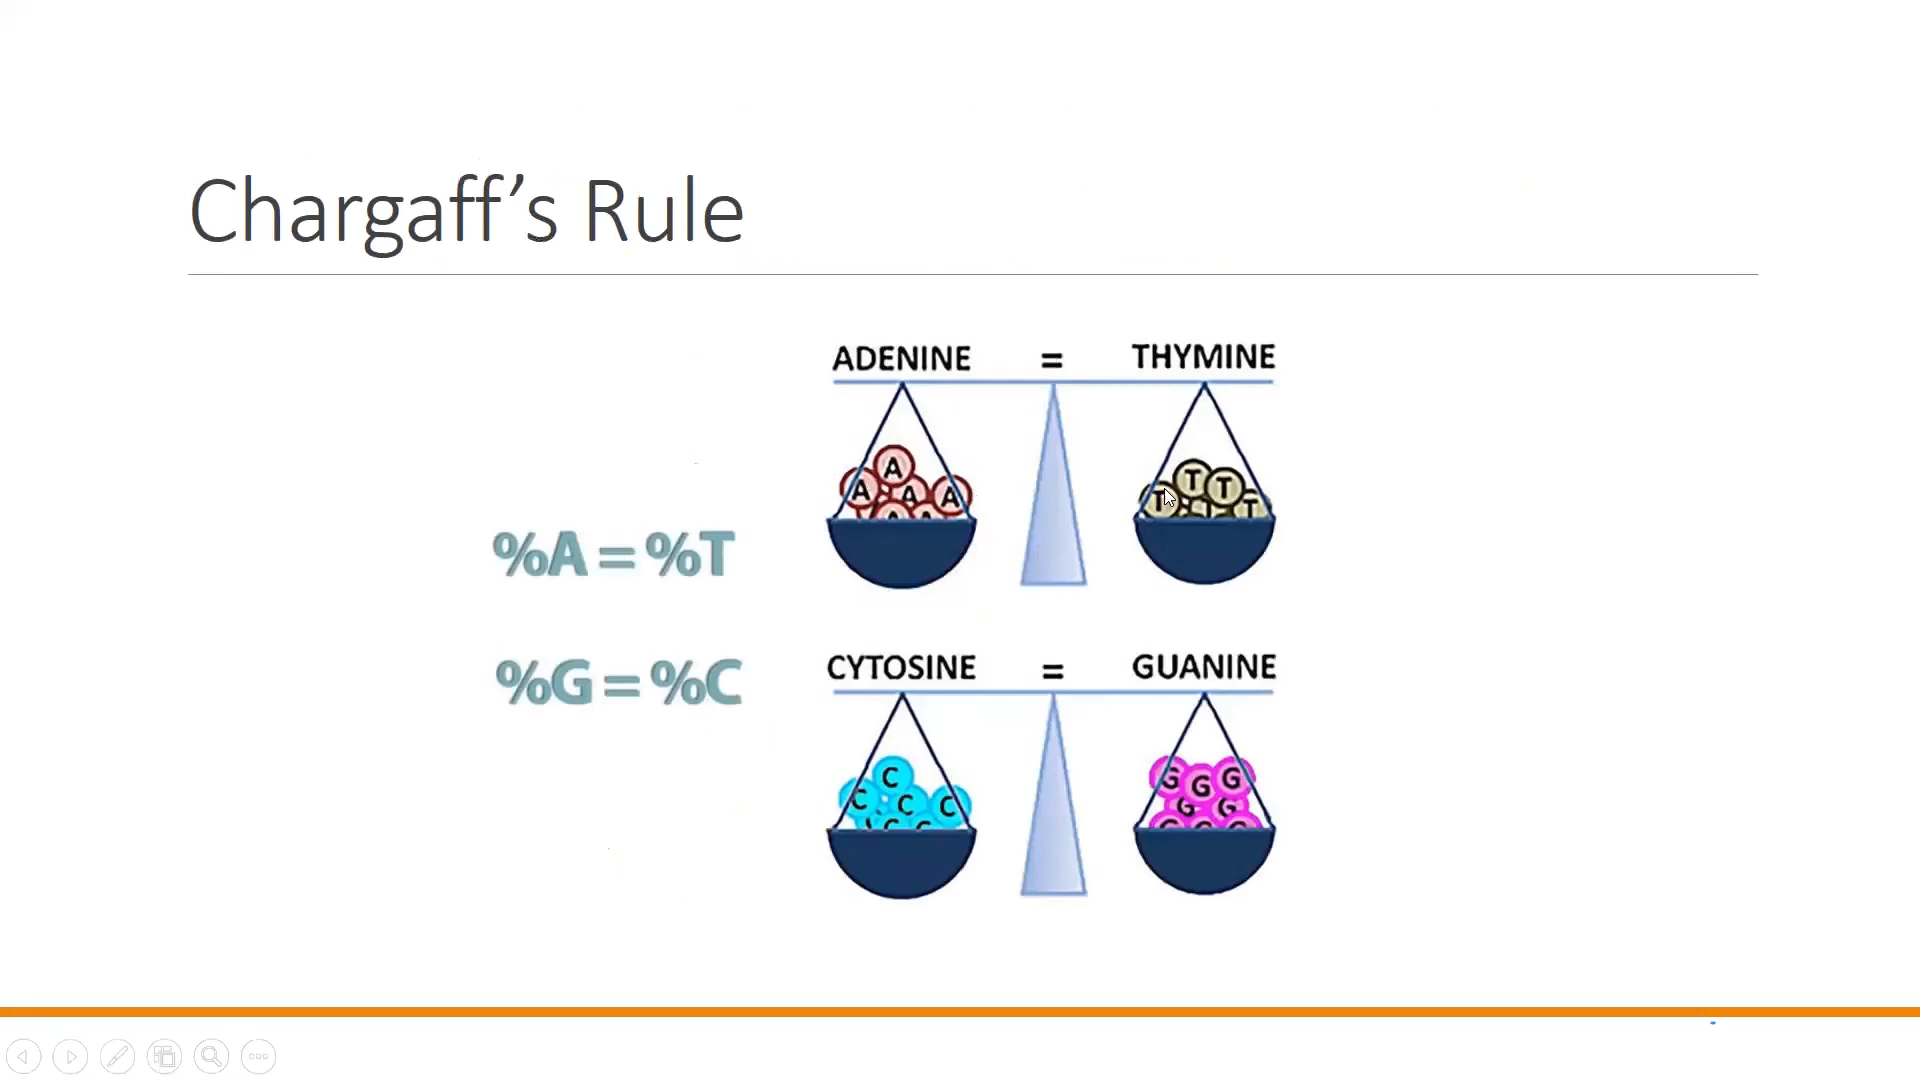 Chargaff’s Rule
ADENINE = THYMINE
A
A A A
T T
T T
%A = %T
%G = %C
CYTOSINE = GUANINE
C
C C C
G G G
G G